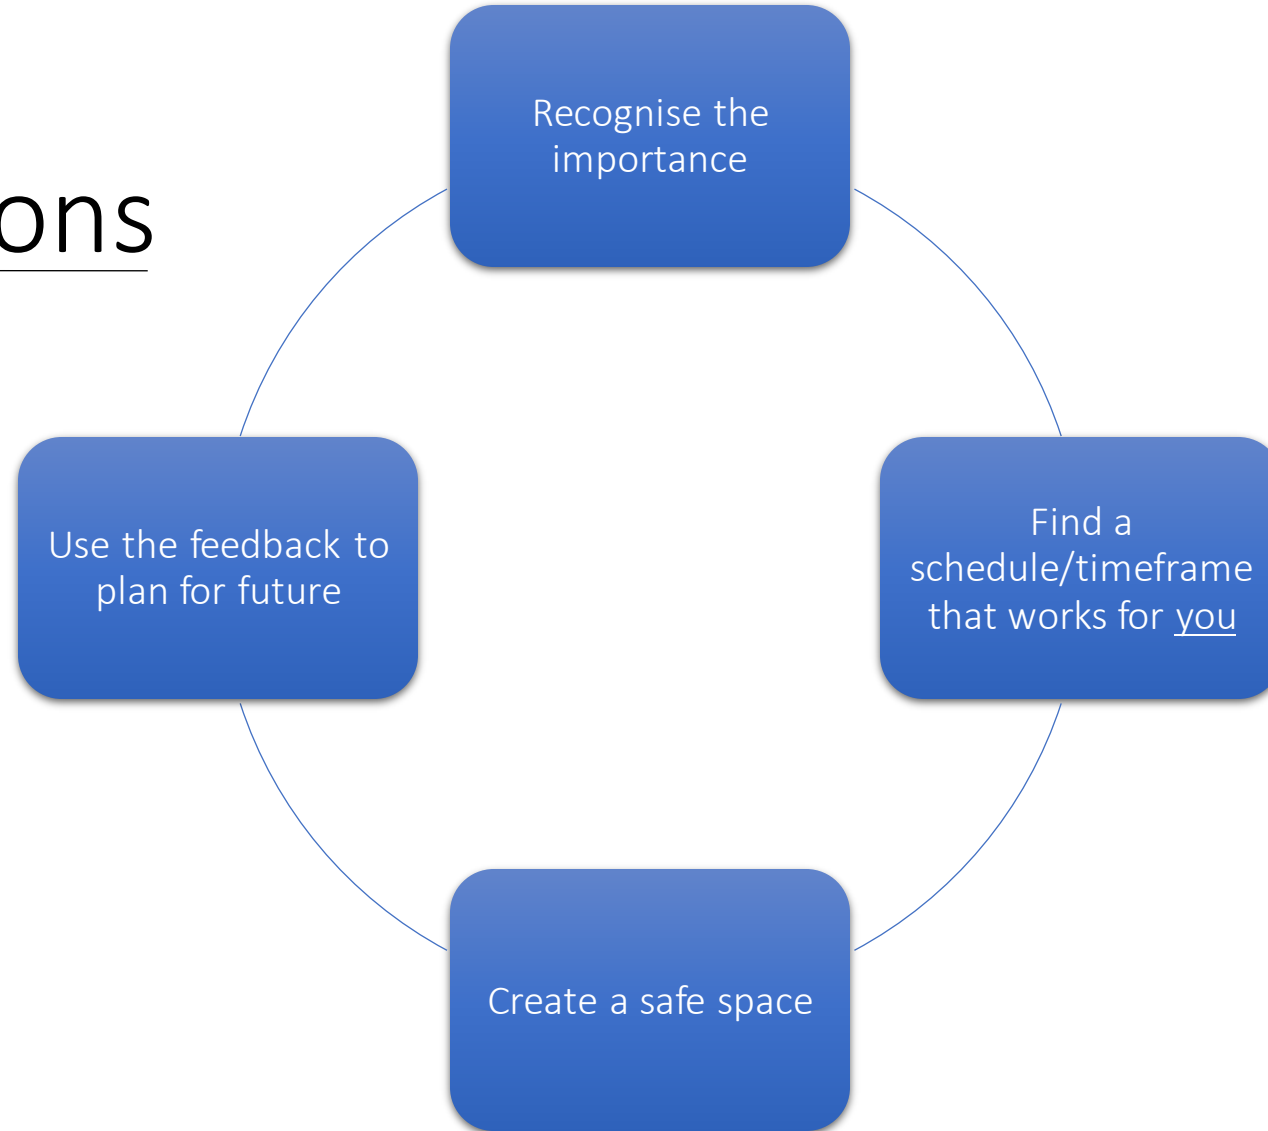 ons
Recognise the
importance
Find a
schedule/timeframe
that works for you
Create a safe space
Use the feedback to
plan for future